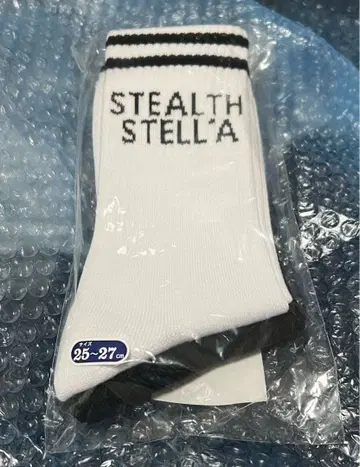 STEALTH
STELL'A
サイズ
25~27cm